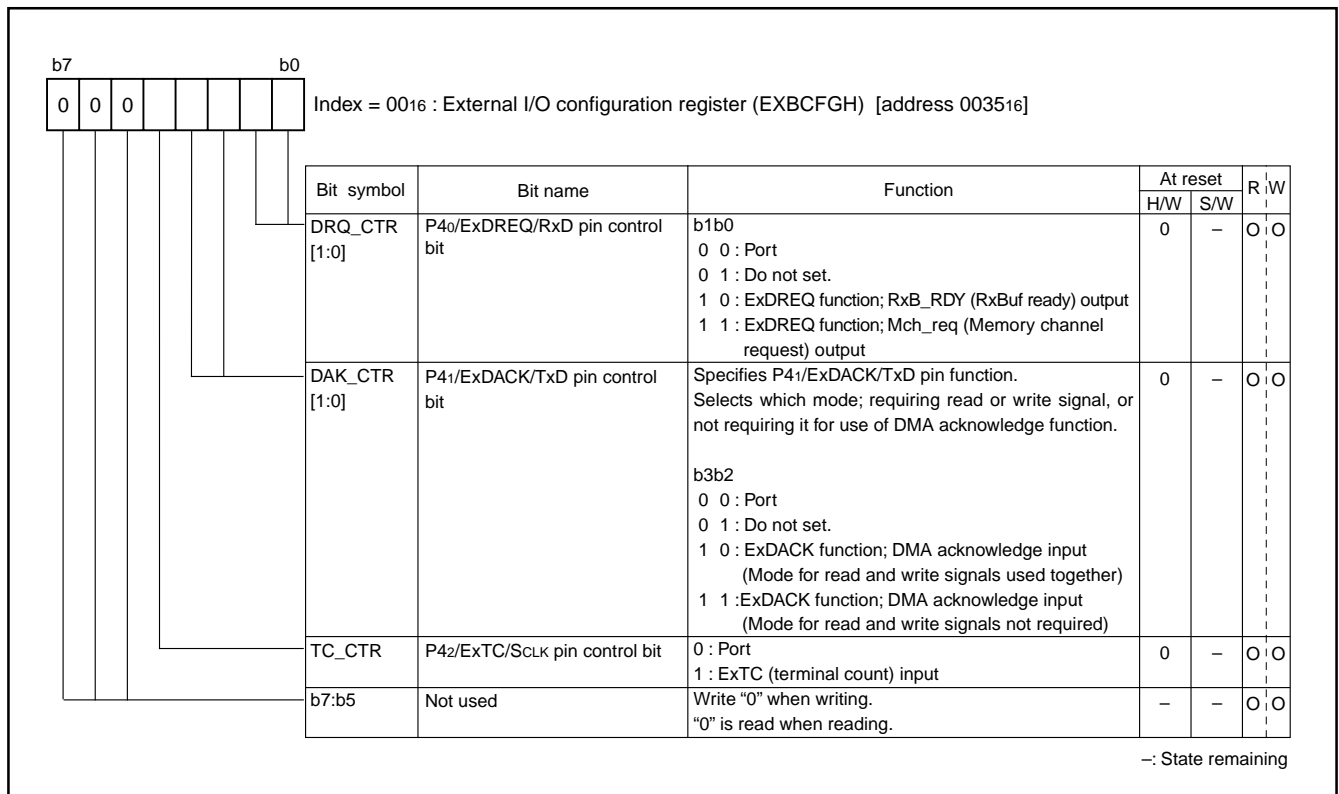 b7 b0
0 0 0 Index = 0016 : External I/O configuration register (EXBCFGH) [address 003516]
Bit symbol Bit name Function At reset R W
H/W S/W
DRQ_CTR P40/ExDREQ/RxD pin control b1b0 0 – O O
[1:0] bit 0 0 : Port
0 1 : Do not set.
1 0 : ExDREQ function; RxB_RDY (RxBuf ready) output
1 1 : ExDREQ function; Mch_req (Memory channel
request) output
DAK_CTR P41/ExDACK/TxD pin control Specifies P41/ExDACK/TxD pin function. 0 – O O
[1:0] bit Selects which mode; requiring read or write signal, or
not requiring it for use of DMA acknowledge function.
b3b2
0 0 : Port
0 1 : Do not set.
1 0 : ExDACK function; DMA acknowledge input
(Mode for read and write signals used together)
1 1 :ExDACK function; DMA acknowledge input
(Mode for read and write signals not required)
TC_CTR P42/ExTC/SCLK pin control bit 0 : Port 0 – O O
1 : ExTC (terminal count) input
b7:b5 Not used Write “0” when writing. – – O O
“0” is read when reading.
–: State remaining